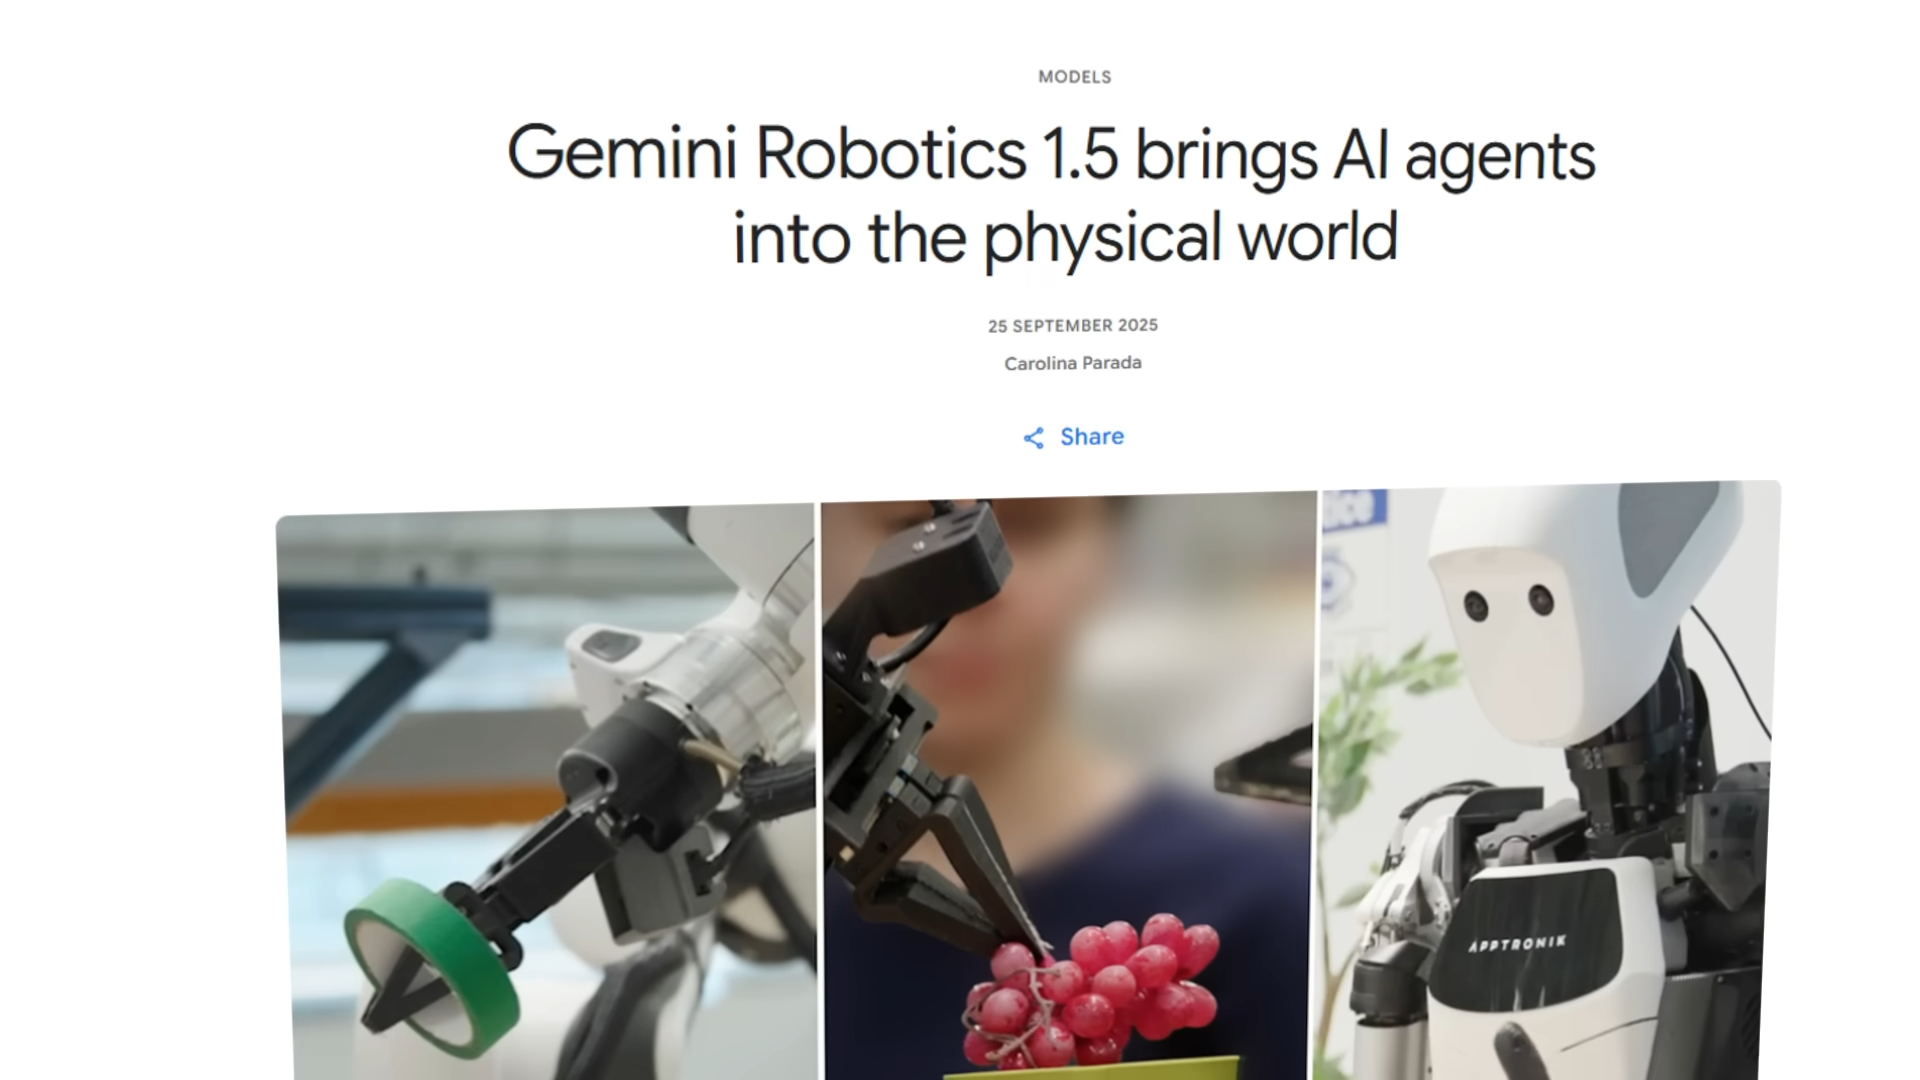 MODELS
Gemini Robotics 1.5 brings AI agents
into the physical world
25 SEPTEMBER 2025
Carolina Parada
Share
APPTRONIK